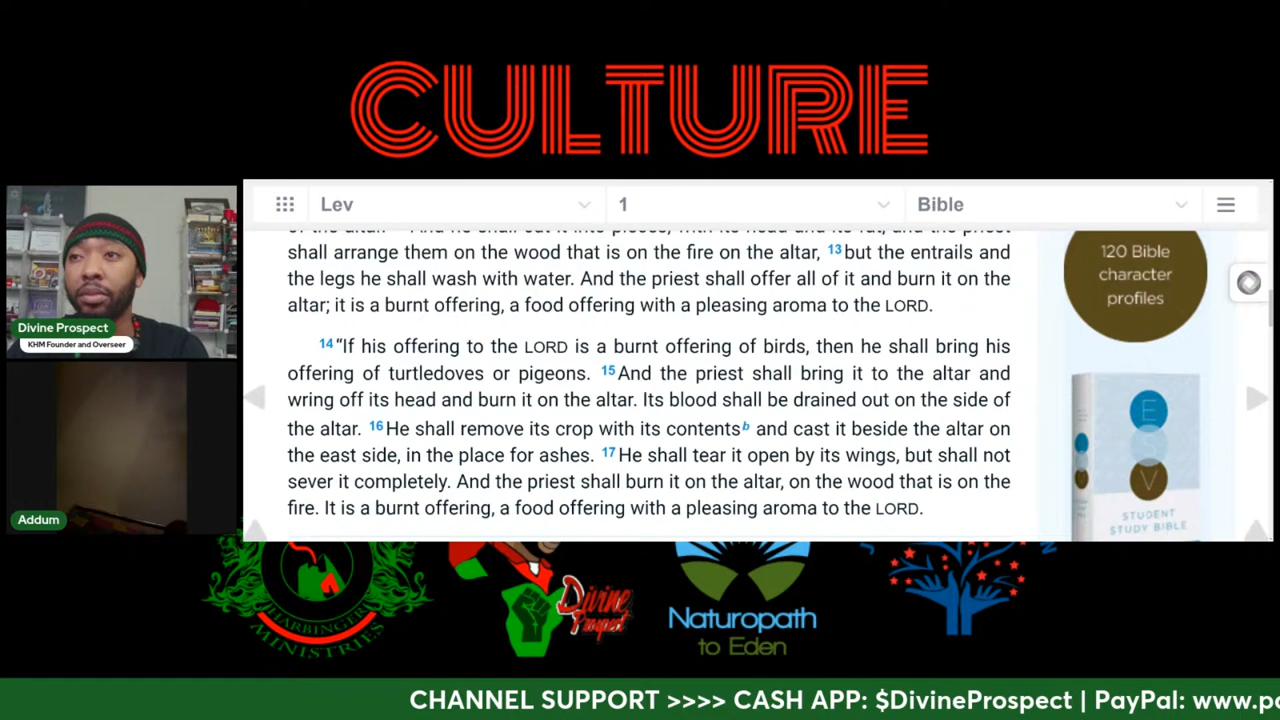 CULTURE
Lev
1
Bible
shall arrange them on the wood that is on the fire on the altar, 13 but the entrails and
the legs he shall wash with water. And the priest shall offer all of it and burn it on the
altar; it is a burnt offering, a food offering with a pleasing aroma to the LORD.
14 “If his offering to the LORD is a burnt offering of birds, then he shall bring his
offering of turtledoves or pigeons. 15 And the priest shall bring it to the altar and
wring off its head and burn it on the altar. Its blood shall be drained out on the side of
the altar. 16 He shall remove its crop with its contents b and cast it beside the altar on
the east side, in the place for ashes. 17 He shall tear it open by its wings, but shall not
sever it completely. And the priest shall burn it on the altar, on the wood that is on the
fire. It is a burnt offering, a food offering with a pleasing aroma to the LORD.
120 Bible
character
profiles
E
S
V
STUDENT
STUDY BIBLE
Divine Prospect
KHM Founder and Overseer
Addum
HARBINGER
MINISTRIES
Divine
Prospect
Naturopath
to Eden
CHANNEL SUPPORT >>>> CASH APP: $DivineProspect | PayPal: www.p